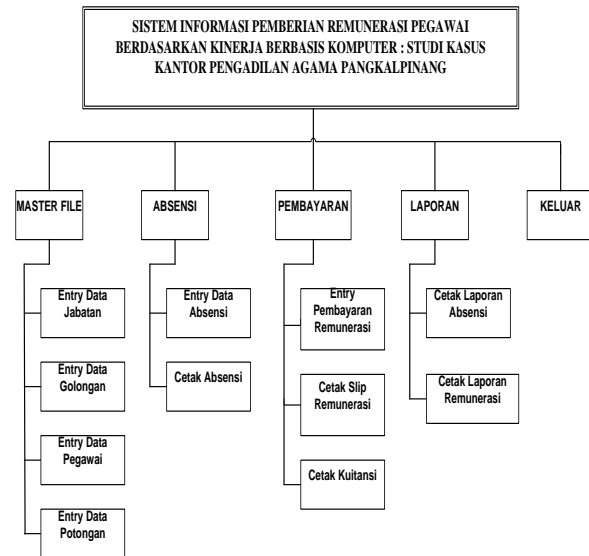 SISTEM INFORMASI PEMBERIAN REMUNERASI PEGAWAI
BERDASARKAN KINERJA BERBASIS KOMPUTER : STUDI KASUS
KANTOR PENGADILAN AGAMA PANGKALPINANG
MASTER FILE
ABSENSI
PEMBAYARAN
LAPORAN
KELUAR
Entry Data
Jabatan
Entry Data
Golongan
Entry Data
Pegawai
Entry Data
Potongan
Entry Data
Absensi
Cetak Absensi
Entry
Pembayaran
Remunerasi
Cetak Slip
Remunerasi
Cetak Kuitansi
Cetak Laporan
Absensi
Cetak Laporan
Remunerasi